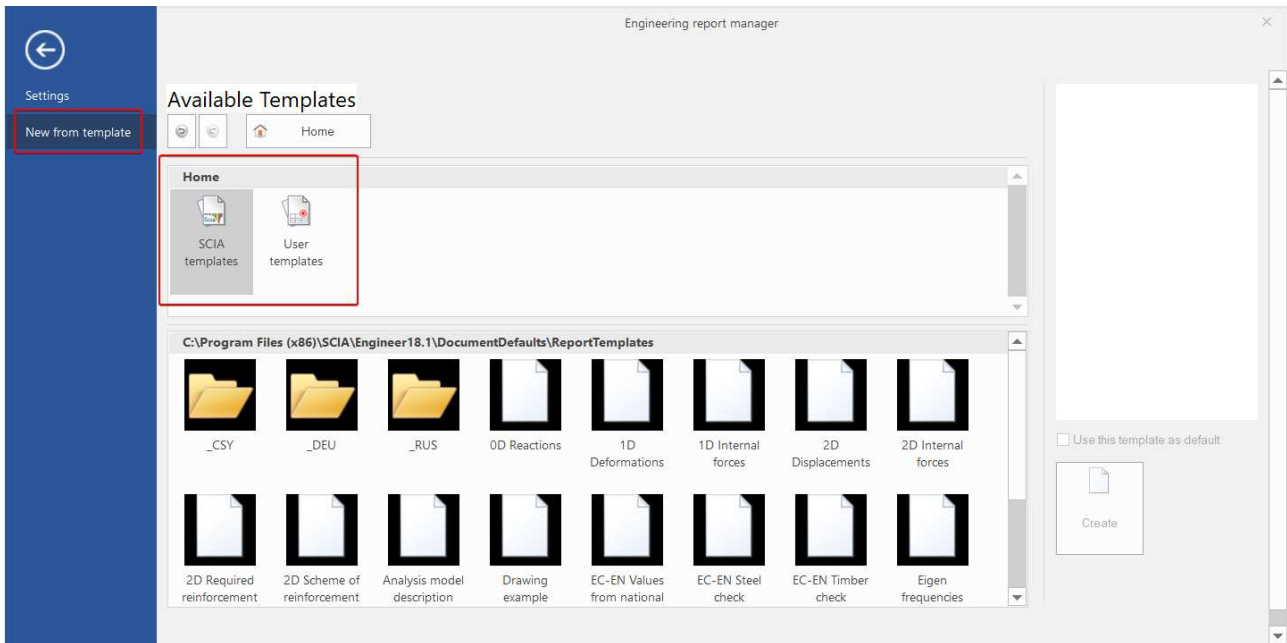 Engineering report manager
Settings
New from template
Available Templates
Home
Home
SCIA
templates
User
templates
C:\Program Files (x86)\SCIA\Engineer18.1\DocumentDefaults\ReportTemplates
_CSY
_DEU
_RUS
0D Reactions
1D
Deformations
1D Internal
forces
2D
Displacements
2D Internal
forces
2D Required
reinforcement
2D Scheme of
reinforcement
Analysis model
description
Drawing
example
EC-EN Values
from national
EC-EN Steel
check
EC-EN Timber
check
Eigen
frequencies
Use this template as default
Create